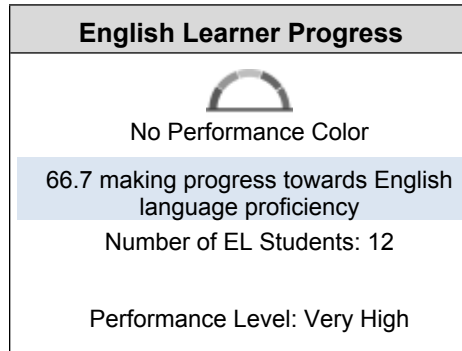 English Learner Progress
No Performance Color
66.7 making progress towards English
language proficiency
Number of EL Students: 12
Performance Level: Very High